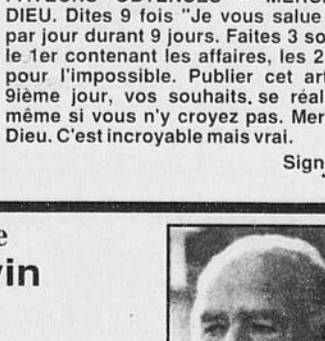 DIEU. Dites 9 fois "Je vous salue
par jour durant 9 jours. Faites 3 so
le 1er contenant les affaires, les 2
pour l'impossible. Publier cet art
9ième jour, vos souhaits. se réal
même si vous n'y croyez pas. Mer
Dieu. C'est incroyable mais vrai.
Sign
e
vin